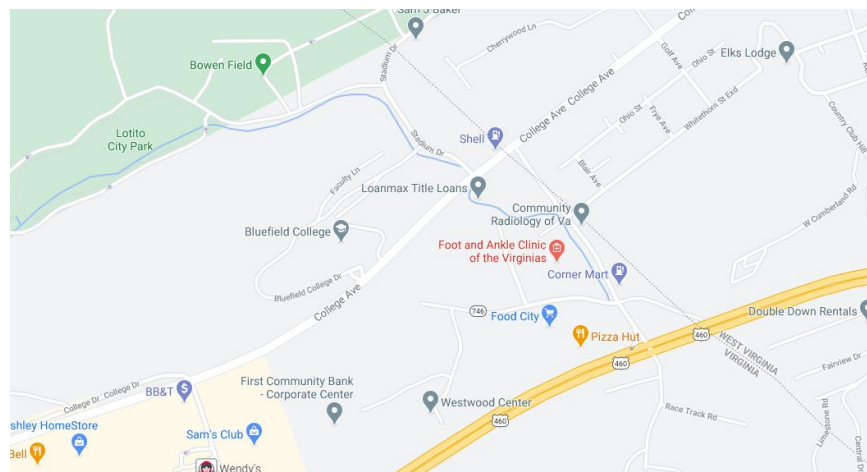 Sam S Baker
Cherrywood Ln
Bowen Field
Stadium Dr
College Ave College Ave
Golf Ave
Ohio St
Elks Lodge
Lotito
City Park
Stadium Dr
Shell
Ohio St
Frye Ave
Whitethorn St Exd
Country Club Hill
Faculty Ln
Loanmax Title Loans
Blair Ave
W Cumberland Rd
Bluefield College
Community
Radiology of Va
Foot and Ankle Clinic
of the Virginias
Corner Mart
Bluefield College Dr
College Ave
746
Food City
Pizza Hut
460
Double Down Rentals
WEST VIRGINIA
VIRGINIA
460
Fairview Dr
First Community Bank
- Corporate Center
College Dr College Dr
BB&T
Westwood Center
460
Race Track Rd
Limestone Rd
Central
shley HomeStore
Sam's Club
Bell
Wendy's